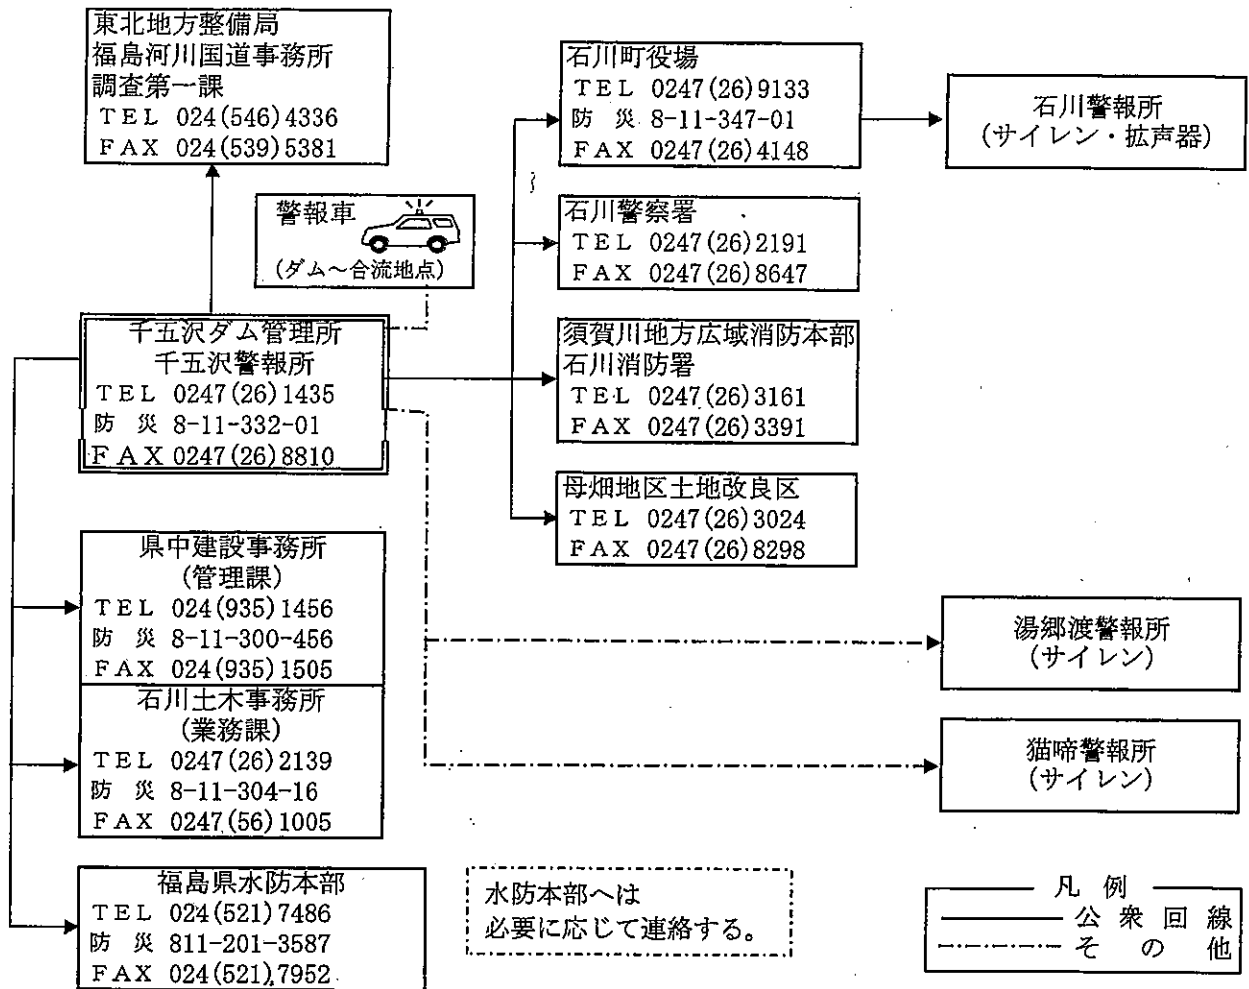 東北地方整備局
福島河川国道事務所
調査第一課
TEL 024(546)4336
FAX 024(539)5381
警報車
(ダム～合流地点)
千五沢ダム管理所
千五沢警報所
TEL 0247(26)1435
防 災 8-11-332-01
FAX 0247(26)8810
県中建設事務所
(管理課)
TEL 024(935)1456
防 災 8-11-300-456
FAX 024(935)1505
石川土木事務所
(業務課)
TEL 0247(26)2139
防 災 8-11-304-16
FAX 0247(56)1005
福島県水防本部
TEL 024(521)7486
防 災 811-201-3587
FAX 024(521)7952
石川町役場
TEL 0247(26)9133
防 災 8-11-347-01
FAX 0247(26)4148
石川警察署
TEL 0247(26)2191
FAX 0247(26)8647
須賀川地方広域消防本部
石川消防署
TEL 0247(26)3161
FAX 0247(26)3391
母畑地区土地改良区
TEL 0247(26)3024
FAX 0247(26)8298
石川警報所
(サイレン・拡声器)
湯郷渡警報所
(サイレン)
猫啼警報所
(サイレン)
水防本部へは
必要に応じて連絡する。
凡 例
公 衆 回 線
そ の 他